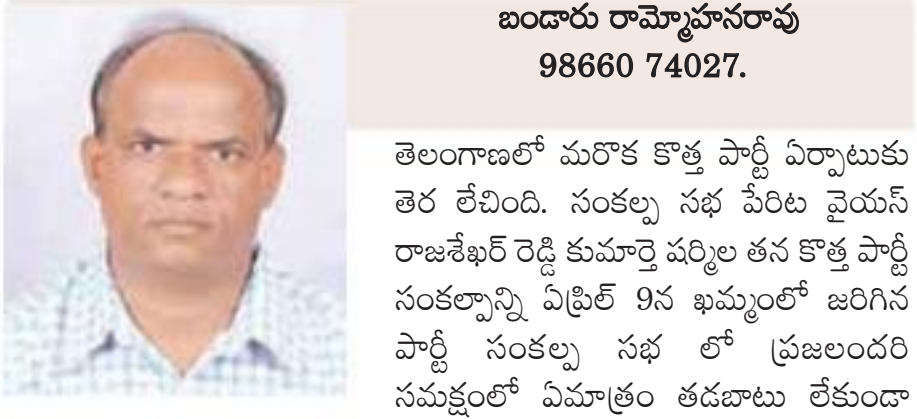 బండారు రామ్మోహనరావు
98660 74027.
తెలంగాణలో మరొక కొత్త పార్టీ ఏర్పాటుకు
తెర లేచింది. సంకల్ప సభ పేరిట వైయస్
రాజశేఖర్ రెడ్డి కుమార్తె షర్మిల తన కొత్త పార్టీ
సంకల్పాన్ని ఏప్రిల్ 9న ఖమ్మంలో జరిగిన
పార్టీ సంకల్ప సభ లో ప్రజలందరి
సమక్షంలో ఏమాత్రం తడబాటు లేకుండా